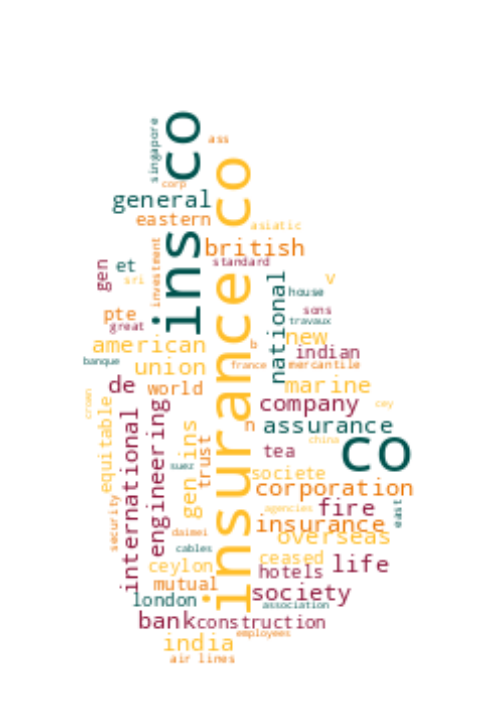 singapore
ins co
ass
corp
insurance co
general
eastern
asiatic
british
investment
standard
gen
et
sri
national
v
house
pte
great
sons
travaux
american
b
new
indian
banque
union
france
mercantile
de
world
marine
crown
equitable
international
engineering
company
cey
gen ins
trust
n
assurance
china
tea
co
suez
societe
corporation
security
agencies
fire
east
daimei
insurance
overseas
cables
ceylon
ceased
hotels
life
mutual
london
society
association
bank
construction
employees
india
air lines